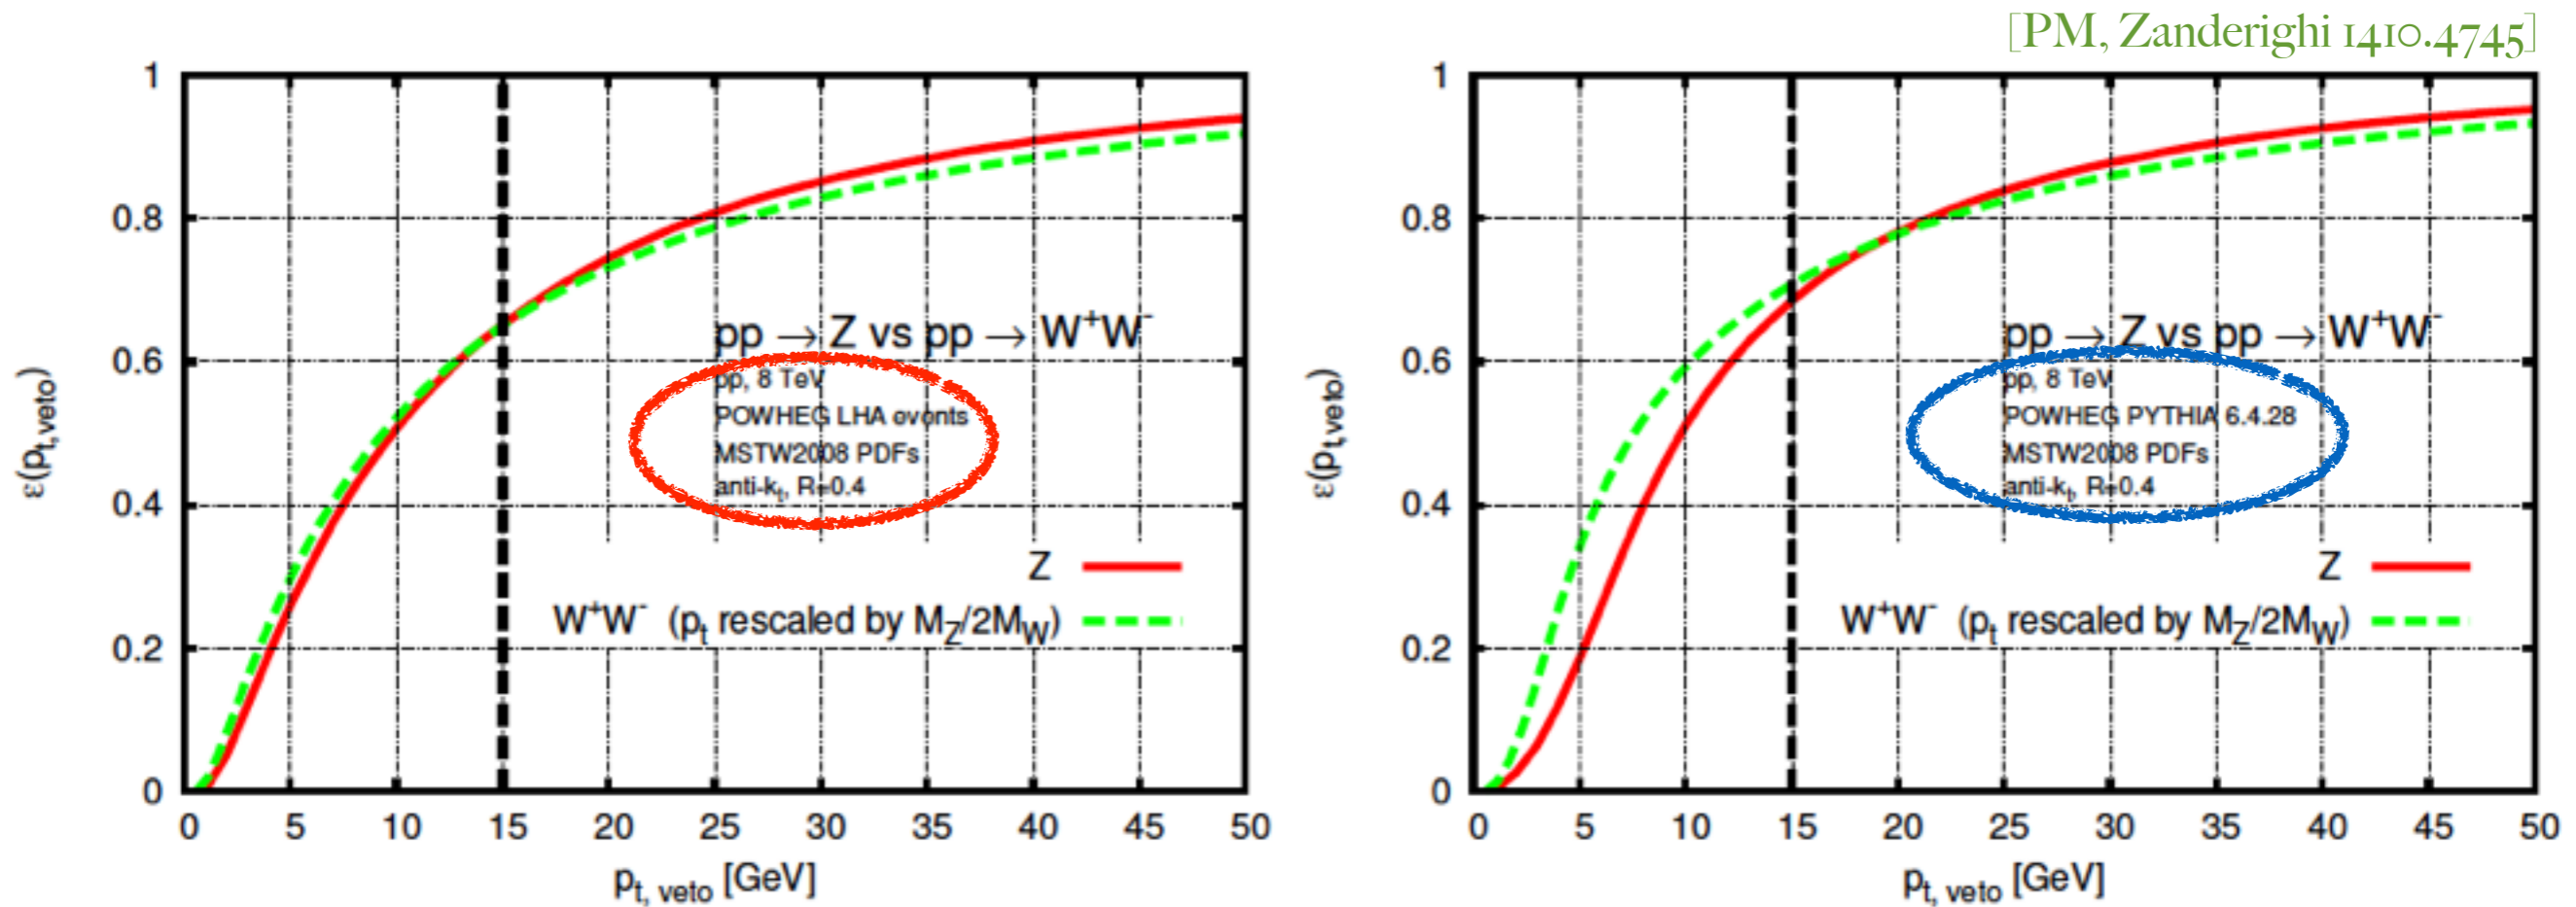 [PM, Zanderighi 1410.4745]
1
0.8
0.6
0.4
0.2
0
ε(pt,veto)
pp → Z vs pp → W+W-
pp, 8 TeV
POWHEG LHA events
MSTW2008 PDFs
anti-kt, R=0.4
Z
W+W- (pt rescaled by MZ/2MW)
0 5 10 15 20 25 30 35 40 45 50
pt, veto [GeV]
1
0.8
0.6
0.4
0.2
0
ε(pt,veto)
pp → Z vs pp → W+W-
pp, 8 TeV
POWHEG PYTHIA 6.4.28
MSTW2008 PDFs
anti-kt, R=0.4
Z
W+W- (pt rescaled by MZ/2MW)
0 5 10 15 20 25 30 35 40 45 50
pt, veto [GeV]